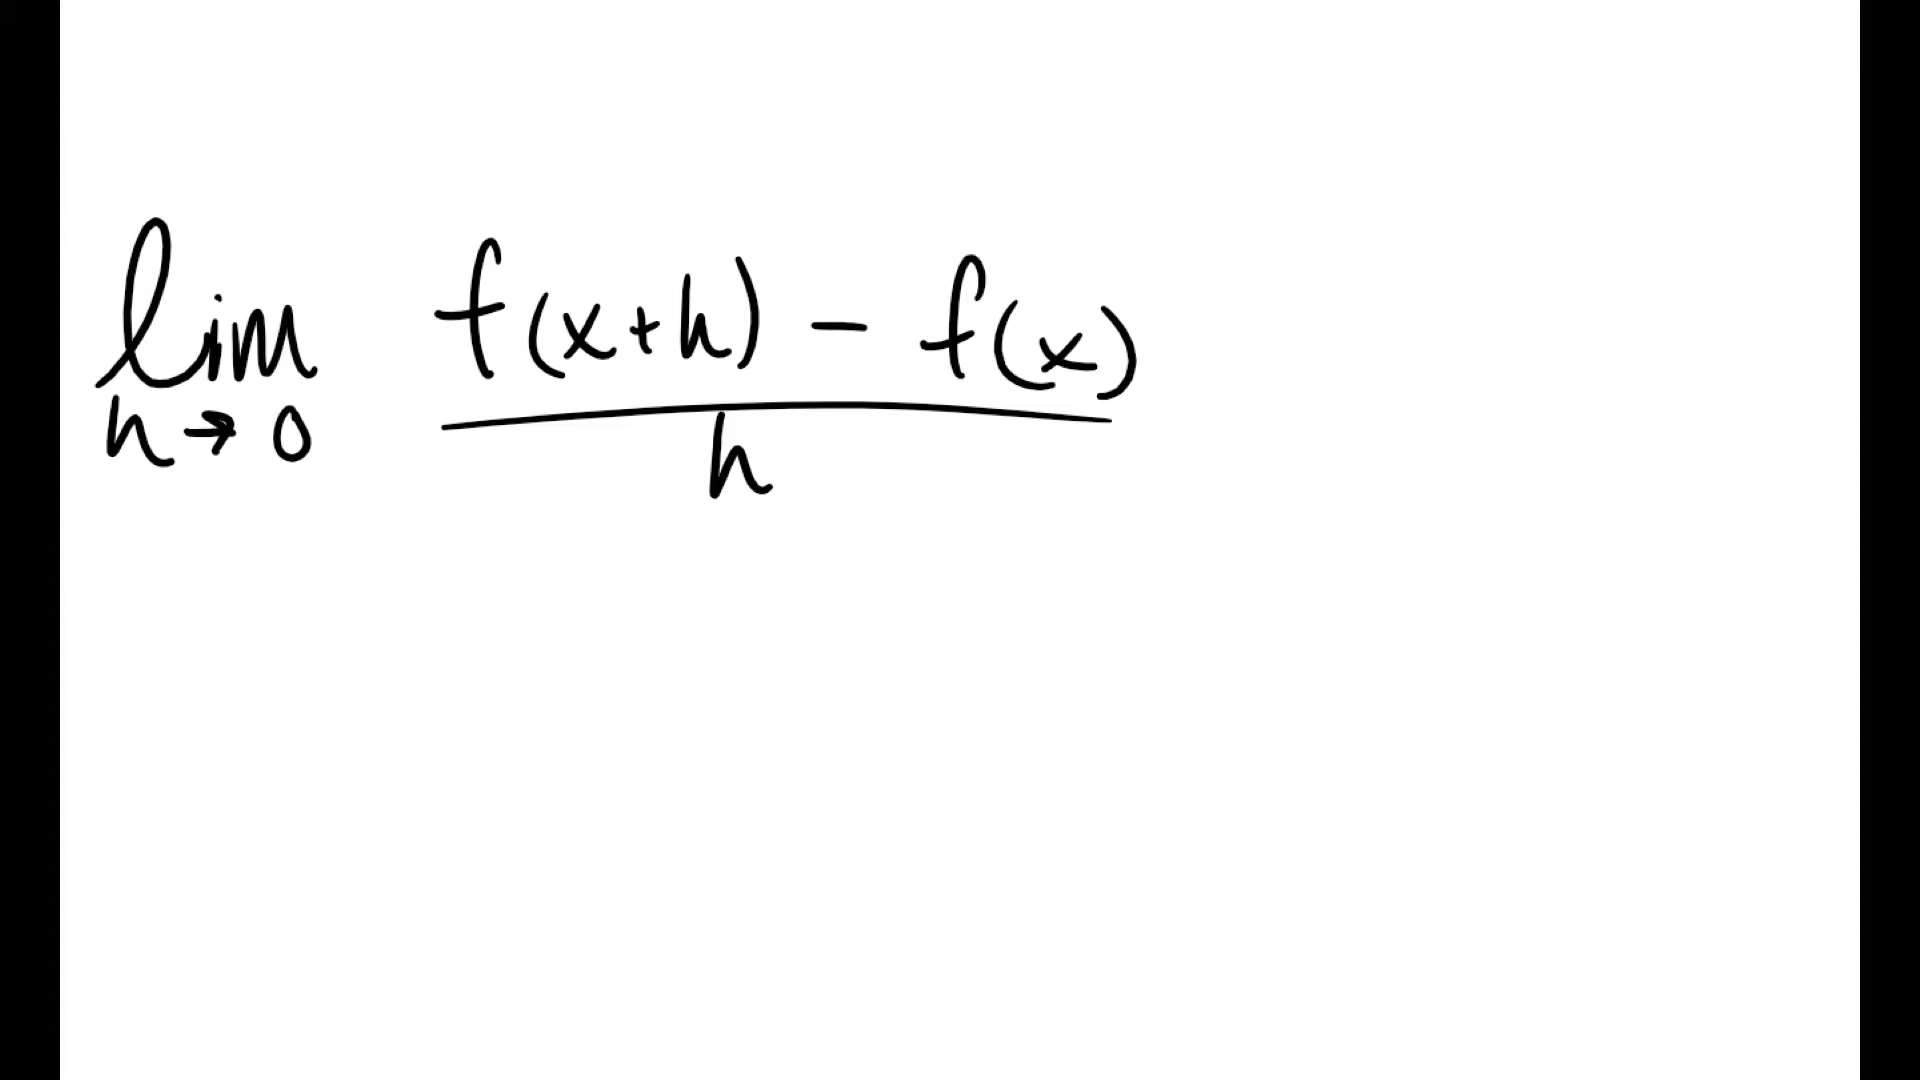 lim f(x+h) - f(x)
h→0 h